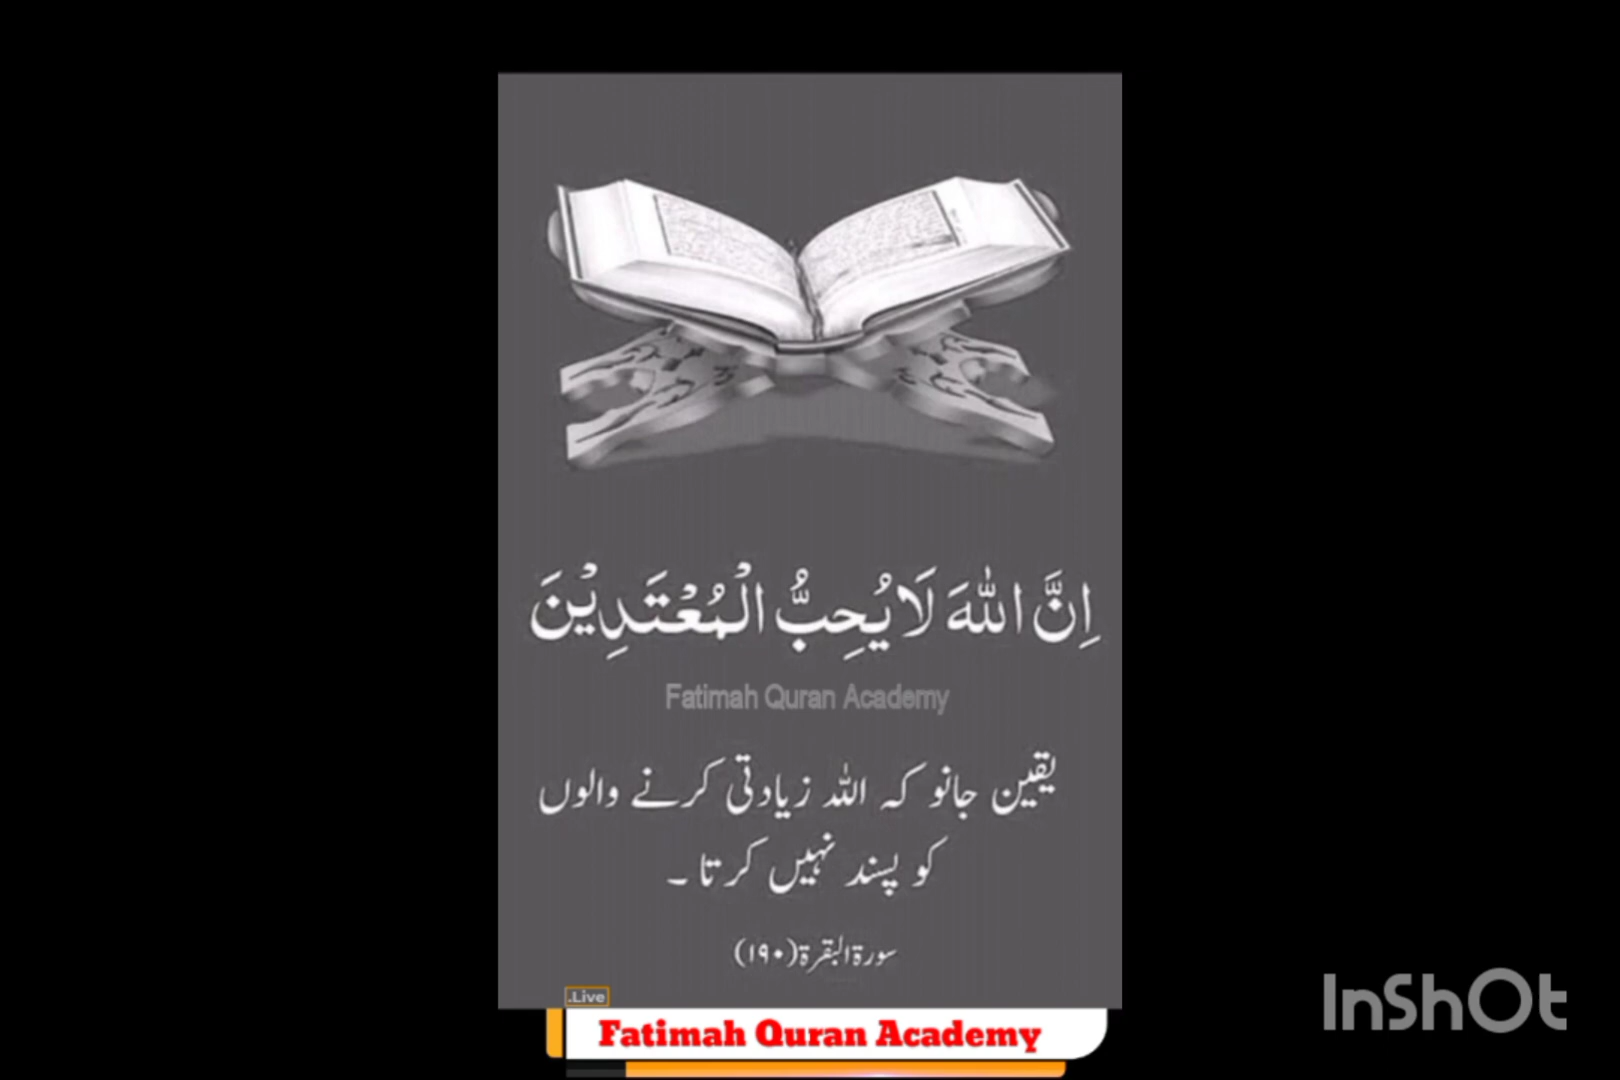 اِنَّ اللّٰهَ لَا يُحِبُّ الْمُعْتَدِيْنَ
Fatimah Quran Academy
یقین جانو کہ اللہ زیادتی کرنے والوں
کو پسند نہیں کرتا ۔
سورۃ البقرۃ (۱۹۰)
.Live
Fatimah Quran Academy
InShOt